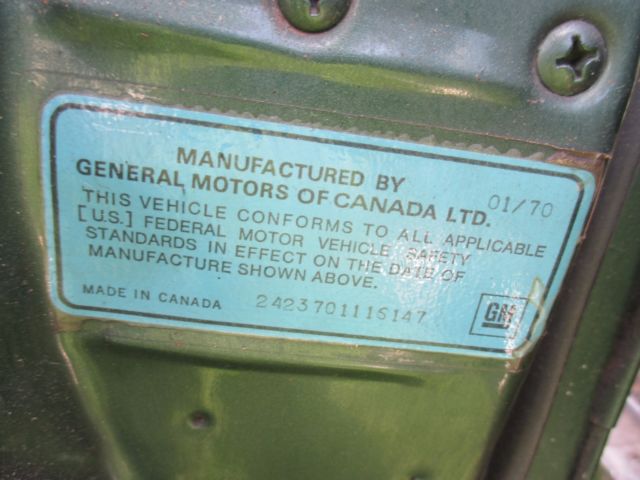 MANUFACTURED BY
GENERAL MOTORS OF CANADA LTD. 01/70
THIS VEHICLE CONFORMS TO ALL APPLICABLE
[U.S.] FEDERAL MOTOR VEHICLE SAFETY
STANDARDS IN EFFECT ON THE DATE OF
MANUFACTURE SHOWN ABOVE.
MADE IN CANADA 2423701116147
GM